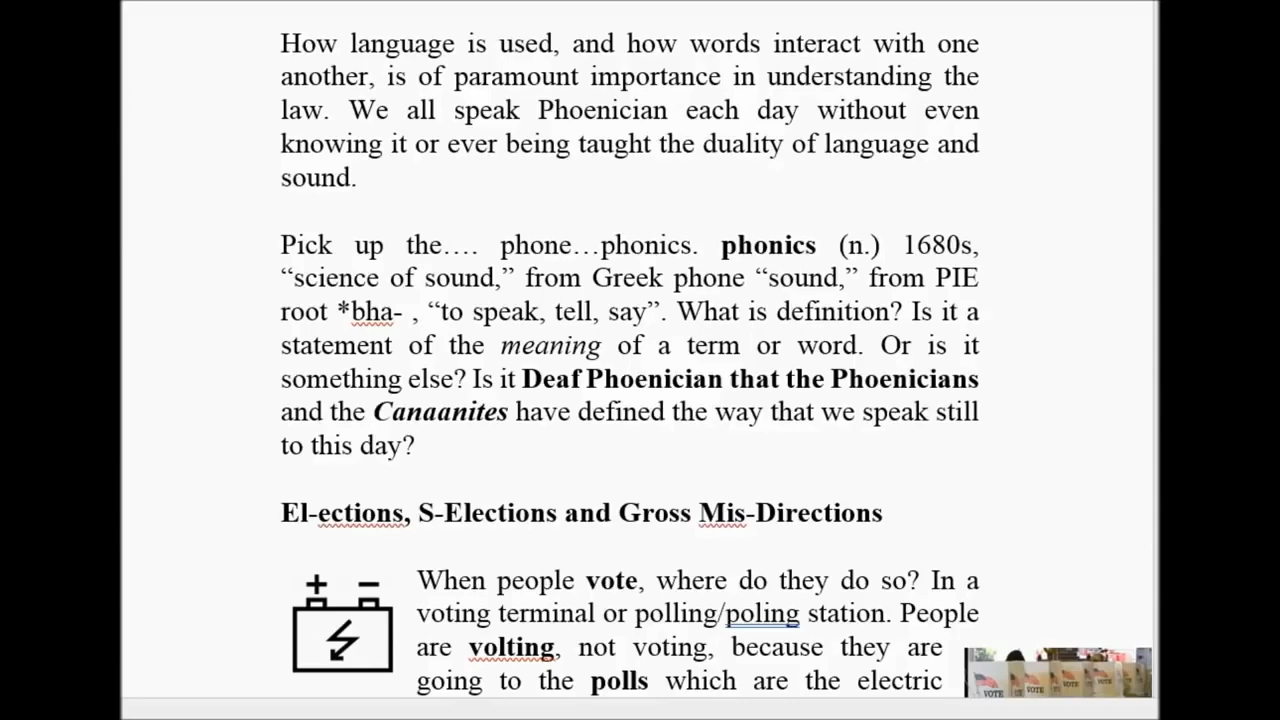 How language is used, and how words interact with one
another, is of paramount importance in understanding the
law. We all speak Phoenician each day without even
knowing it or ever being taught the duality of language and
sound.
Pick up the…. phone…phonics. phonics (n.) 1680s,
“science of sound,” from Greek phone “sound,” from PIE
root *bha- , “to speak, tell, say”. What is definition? Is it a
statement of the meaning of a term or word. Or is it
something else? Is it Deaf Phoenician that the Phoenicians
and the Canaanites have defined the way that we speak still
to this day?
El-ections, S-Elections and Gross Mis-Directions
+ −
When people vote, where do they do so? In a
voting terminal or polling/poling station. People
are volting, not voting, because they are
going to the polls which are the electric
VOTE VOTE VOTE VOTE